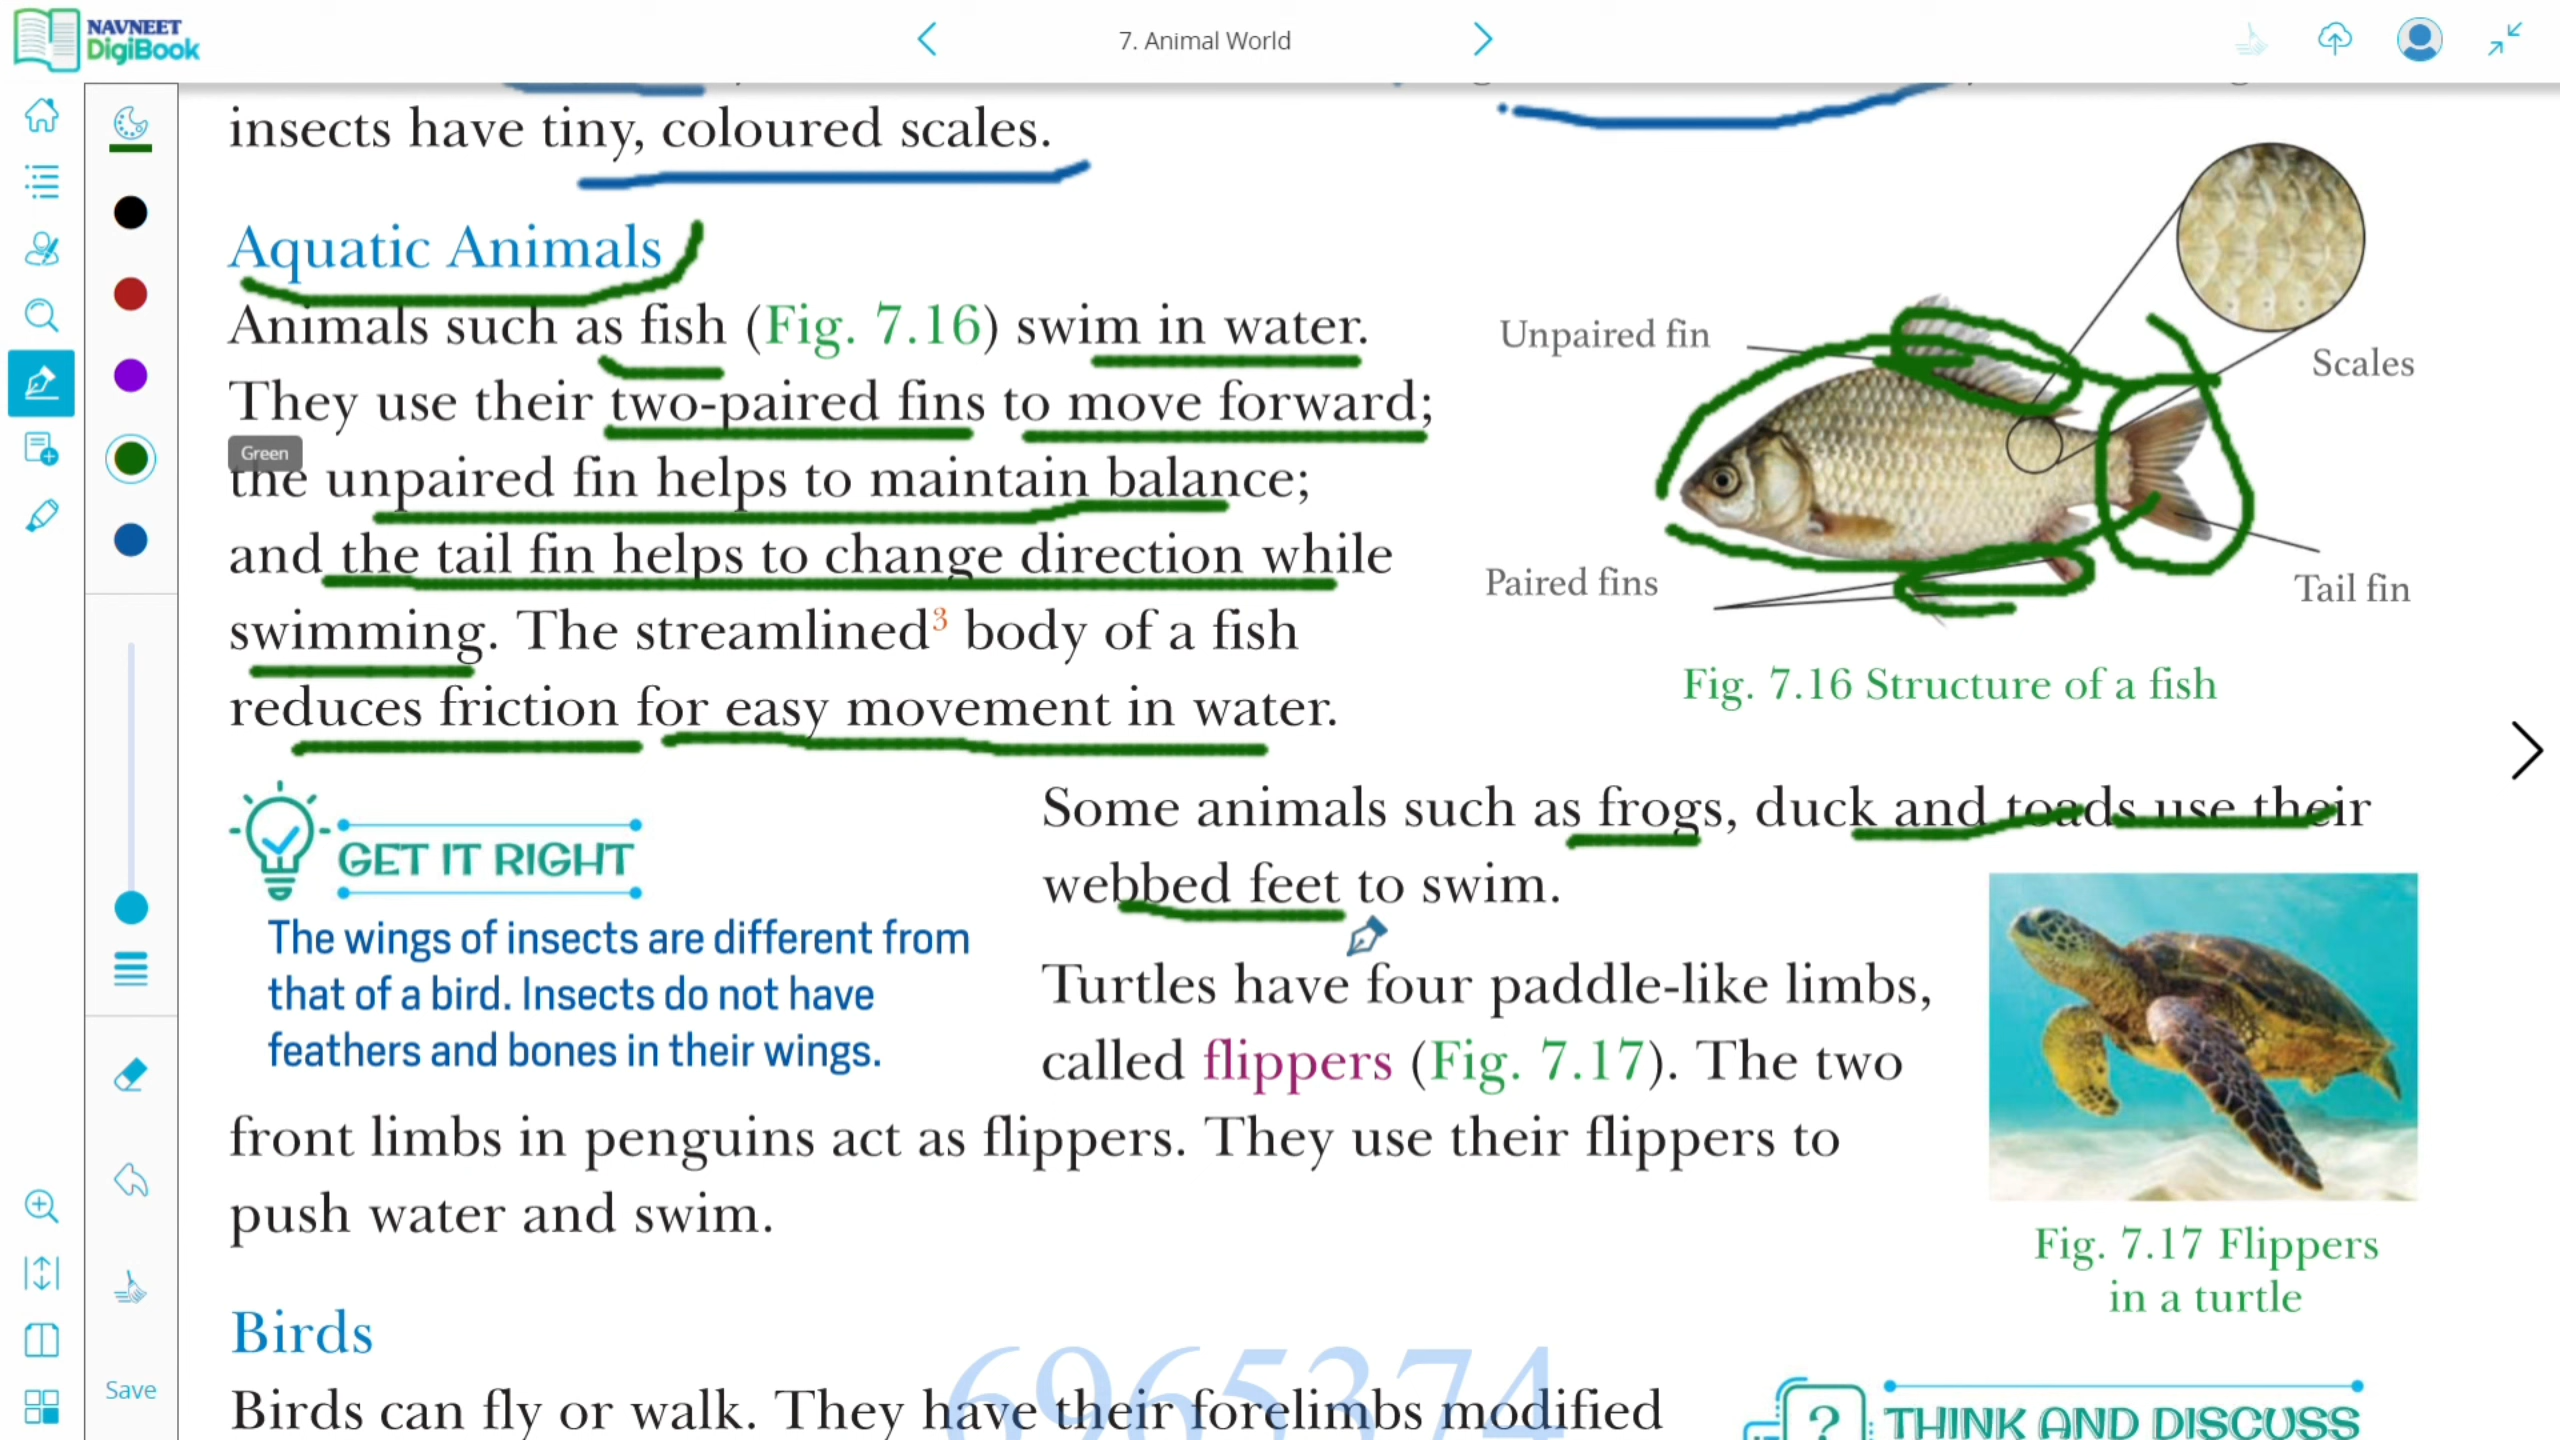 NAVNEET
DigiBook
7. Animal World
insects have tiny, coloured scales.
Aquatic Animals
Animals such as fish (Fig. 7.16) swim in water.
They use their two-paired fins to move forward;
Green
the unpaired fin helps to maintain balance;
and the tail fin helps to change direction while
swimming. The streamlined3 body of a fish
reduces friction for easy movement in water.
Unpaired fin
Scales
Paired fins
Tail fin
Fig. 7.16 Structure of a fish
GET IT RIGHT
The wings of insects are different from
that of a bird. Insects do not have
feathers and bones in their wings.
Some animals such as frogs, duck and toads use their
webbed feet to swim.
Turtles have four paddle-like limbs,
called flippers (Fig. 7.17). The two
front limbs in penguins act as flippers. They use their flippers to
push water and swim.
Fig. 7.17 Flippers
in a turtle
Birds
Birds can fly or walk. They have their forelimbs modified
6965374
? THINK AND DISCUSS
Save